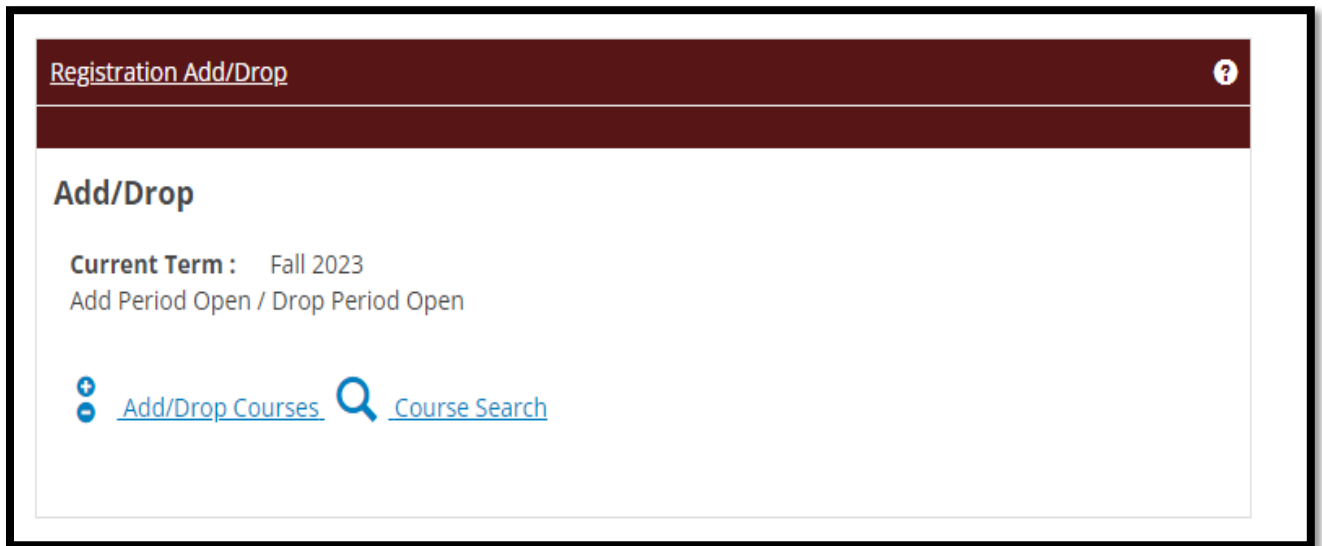 Registration Add/Drop ?
Add/Drop
Current Term : Fall 2023
Add Period Open / Drop Period Open
Add/Drop Courses Course Search